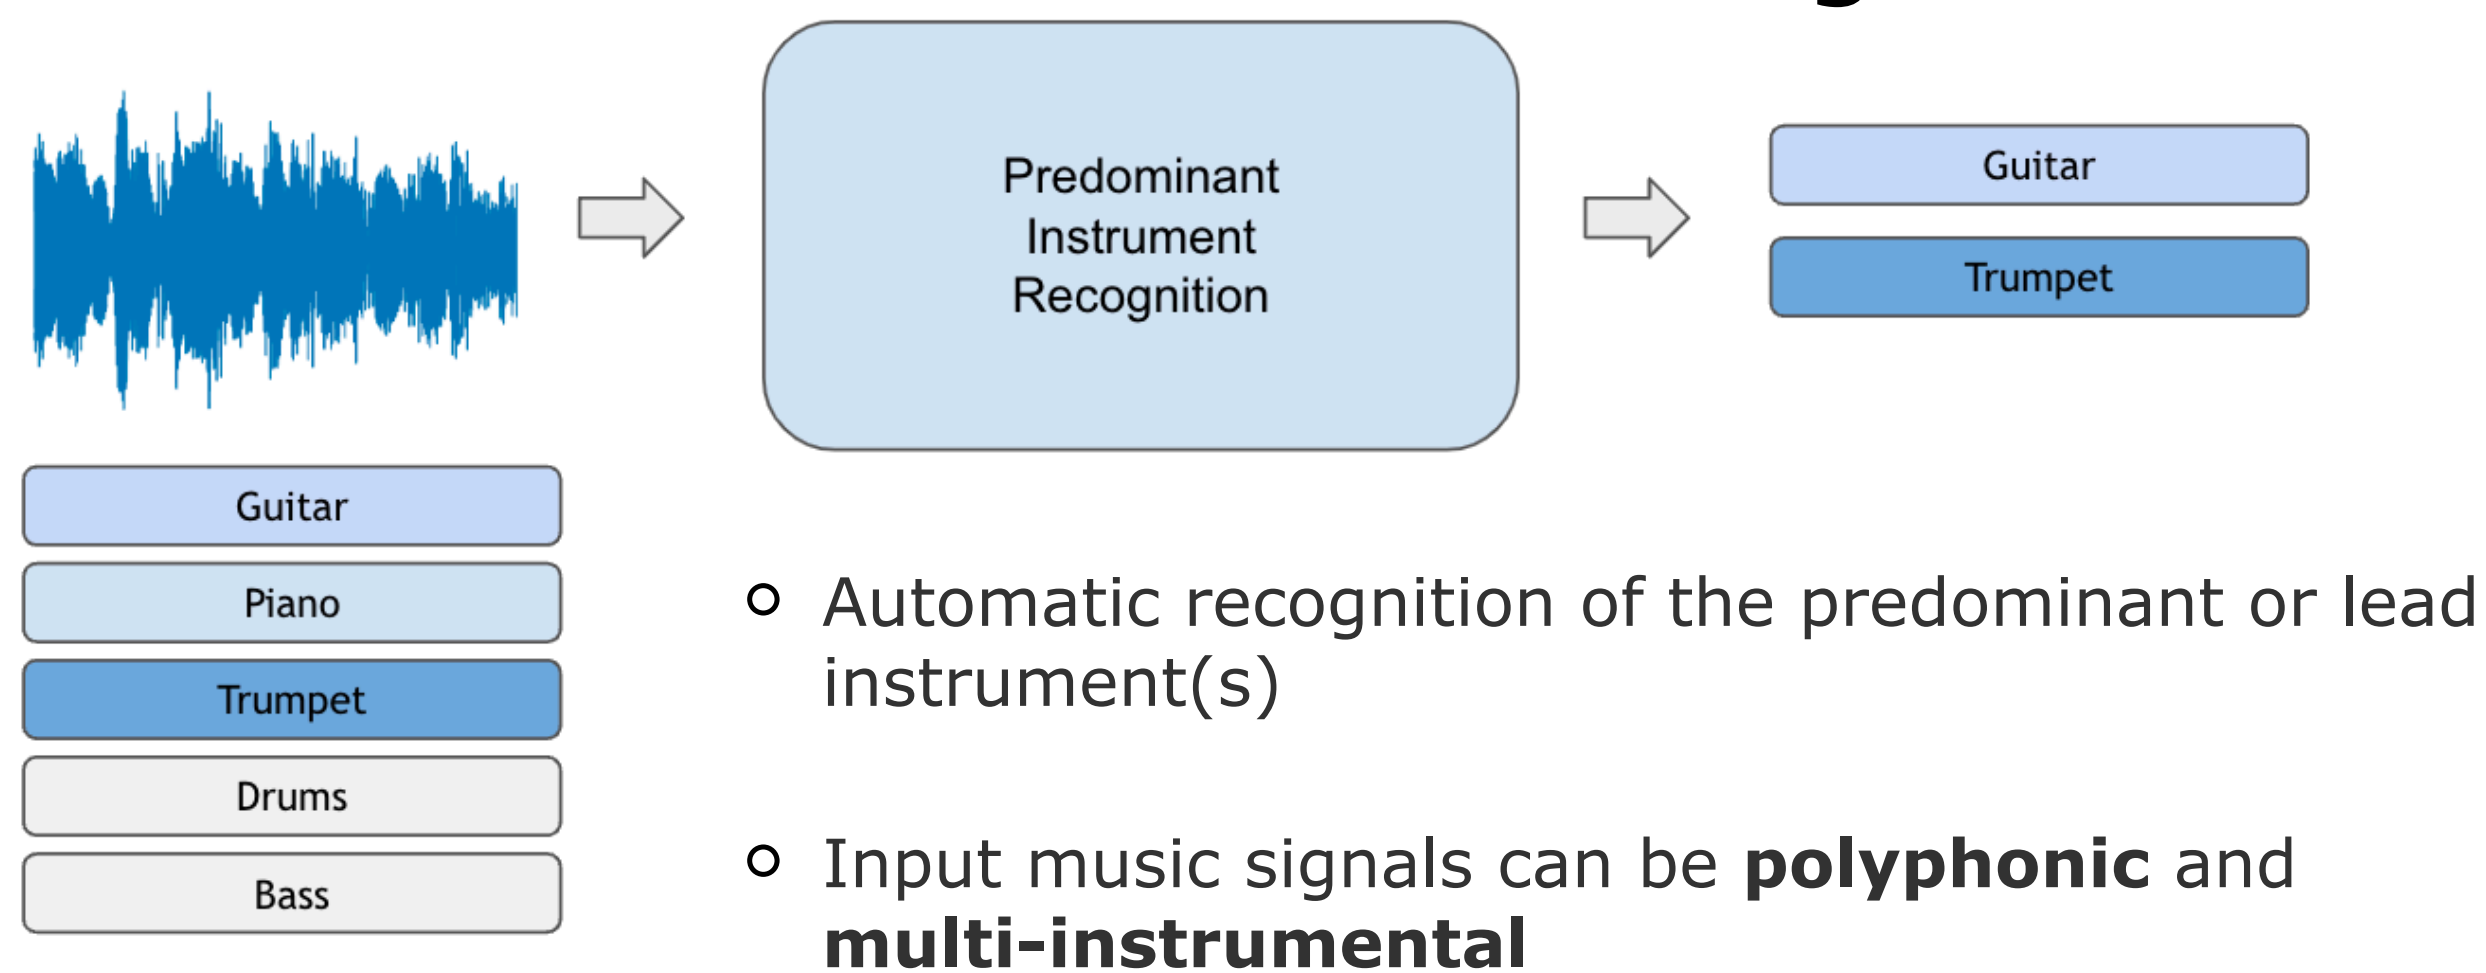 Predominant
Instrument
Recognition
Guitar
Trumpet
Guitar
Piano
Trumpet
Drums
Bass
Automatic recognition of the predominant or lead
instrument(s)
Input music signals can be polyphonic and
multi-instrumental